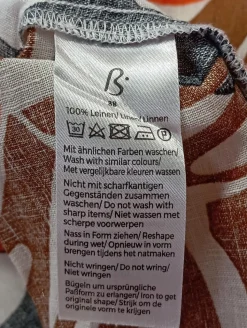 ß
38
100% Leinen/Linen/Linnen
30
P
Mit ähnlichen Farben waschen/
Wash with similar colours/
Met vergelijkbare kleuren wassen
Nicht mit scharfkantigen
Gegenständen zusammen
waschen/ Do not wash with
sharp items/ Niet wassen met
scherpe voorwerpen
Nass in Form ziehen/ Reshape
during wet/ Opnieuw in vorm
brengen tijdens het natmaken
Nicht wringen/ Do not wring/
Niet wringen
Bügeln um ursprüngliche
Paßform zu erlangen/ Iron to get
original shape/ Strijk om de
originele vorm te krijgen